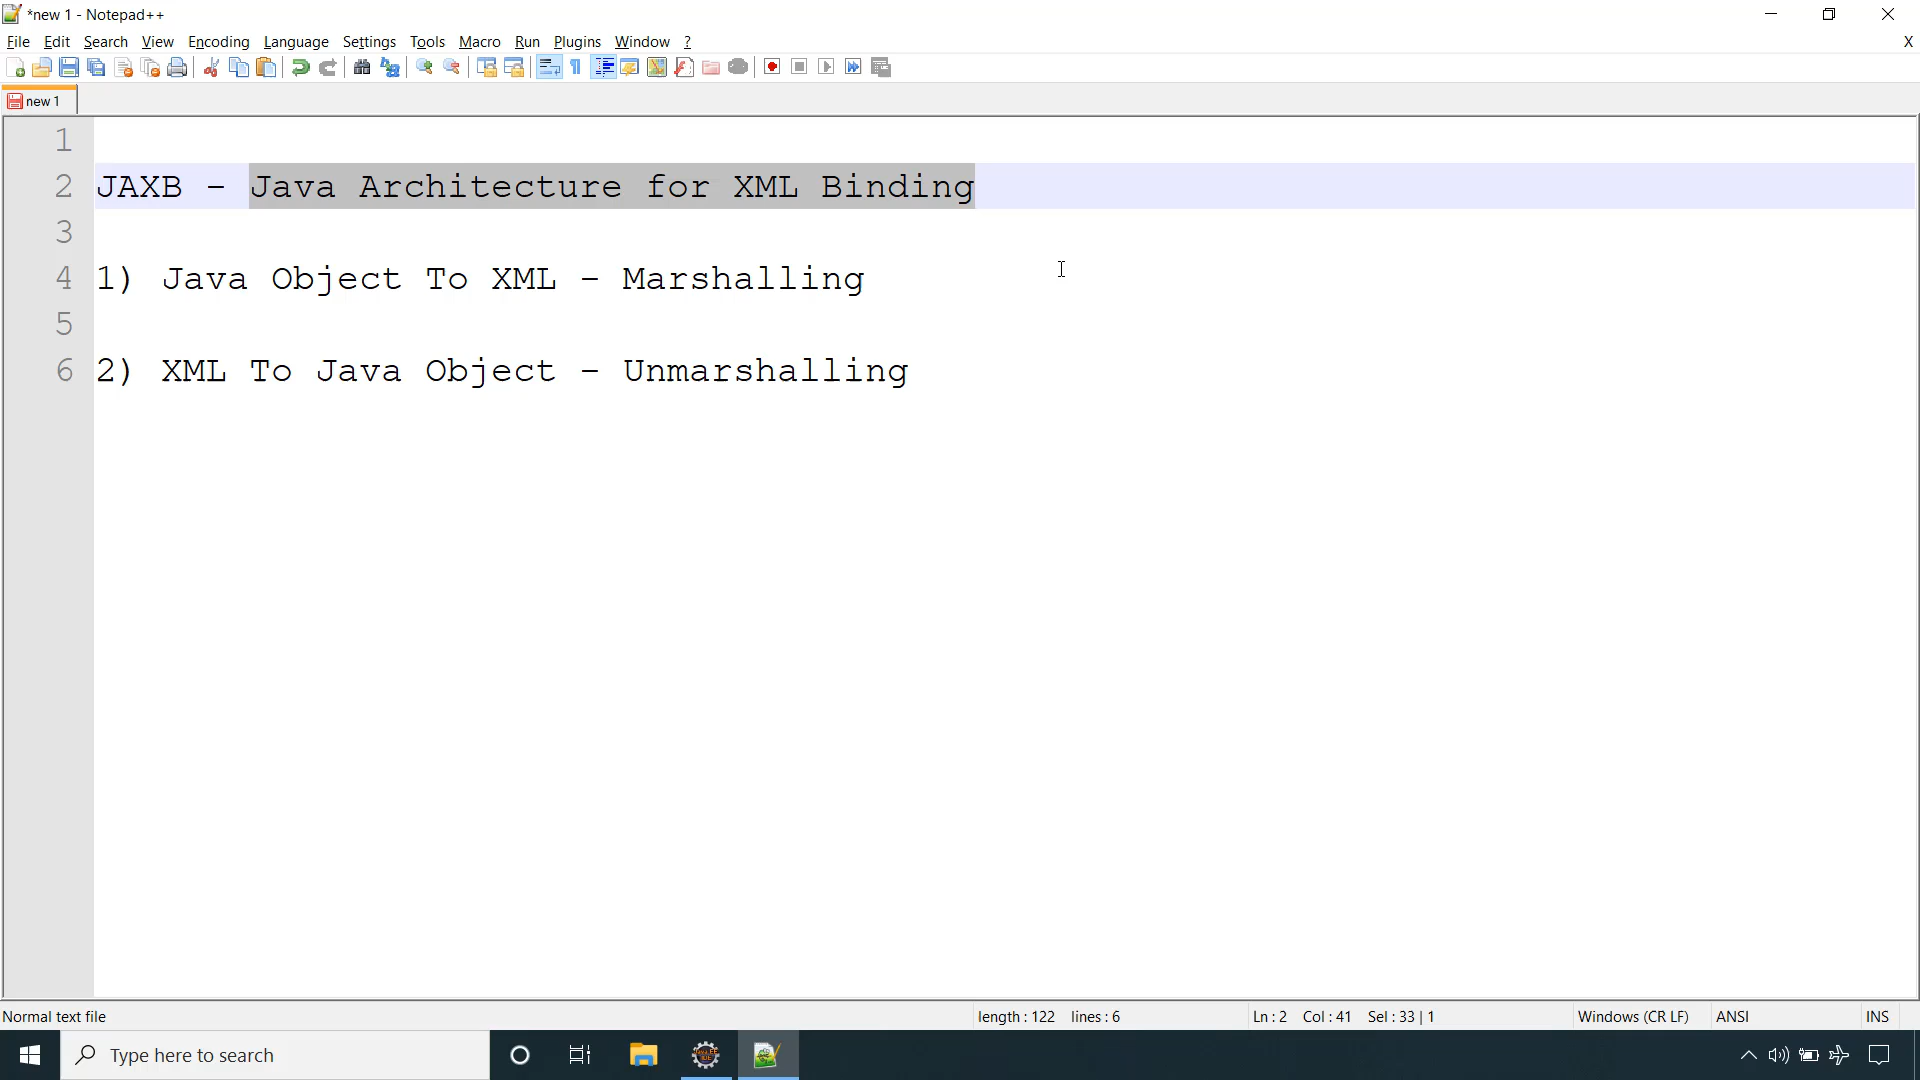 *new 1 - Notepad++
File Edit Search View Encoding Language Settings Tools Macro Run Plugins Window ? X
new 1
1
2 JAXB - Java Architecture for XML Binding
3
4 1) Java Object To XML - Marshalling
5
6 2) XML To Java Object - Unmarshalling
Normal text file length : 122 lines : 6 Ln : 2 Col : 41 Sel : 33 | 1 Windows (CR LF) ANSI INS
Type here to search